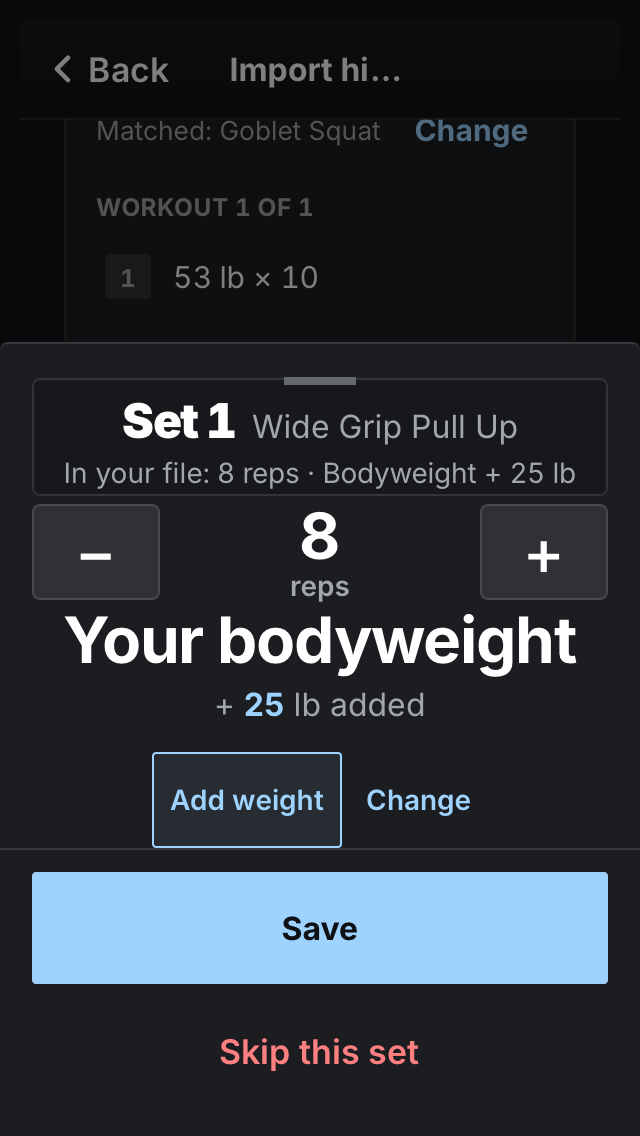 Back Import hi...
Matched: Goblet Squat Change
WORKOUT 1 OF 1
1 53 lb × 10
Set 1 Wide Grip Pull Up
In your file: 8 reps · Bodyweight + 25 lb
− 8 +
reps
Your bodyweight
+ 25 lb added
Add weight Change
Save
Skip this set